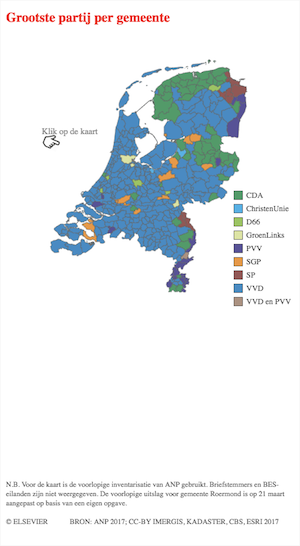 Grootste partij per gemeente
Klik op de kaart
CDA
ChristenUnie
D66
GroenLinks
PVV
SGP
SP
VVD
VVD en PVV
N.B. Voor de kaart is de voorlopige inventarisatie van ANP gebruikt. Briefstemmers en BES-
eilanden zijn niet weergegeven. De voorlopige uitslag voor gemeente Roermond is op 21 maart
aangepast op basis van een eigen opgave.
© ELSEVIER BRON: ANP 2017; CC-BY IMERGIS, KADASTER, CBS, ESRI 2017